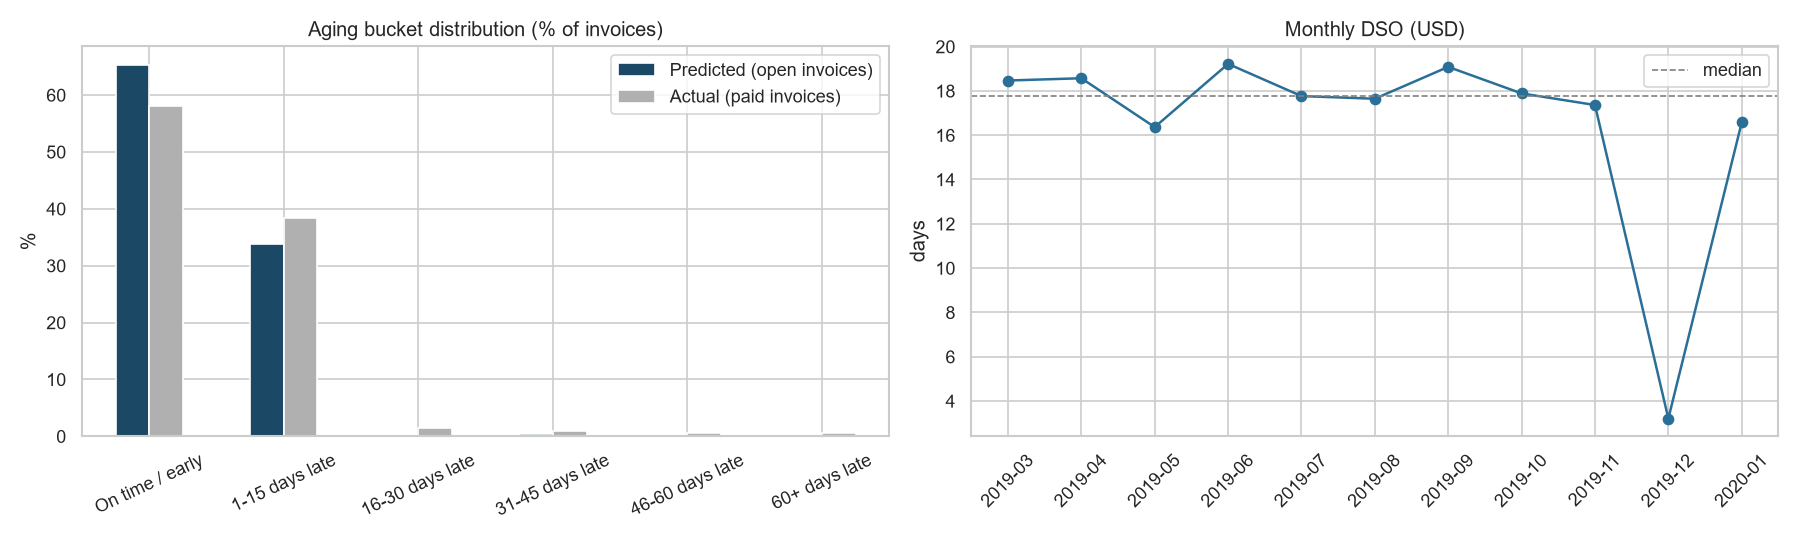 Aging bucket distribution (% of invoices)
Predicted (open invoices)
Actual (paid invoices)
%
60
50
40
30
20
10
0
On time / early
1-15 days late
16-30 days late
31-45 days late
46-60 days late
60+ days late
Monthly DSO (USD)
median
days
20
18
16
14
12
10
8
6
4
2019-03
2019-04
2019-05
2019-06
2019-07
2019-08
2019-09
2019-10
2019-11
2019-12
2020-01